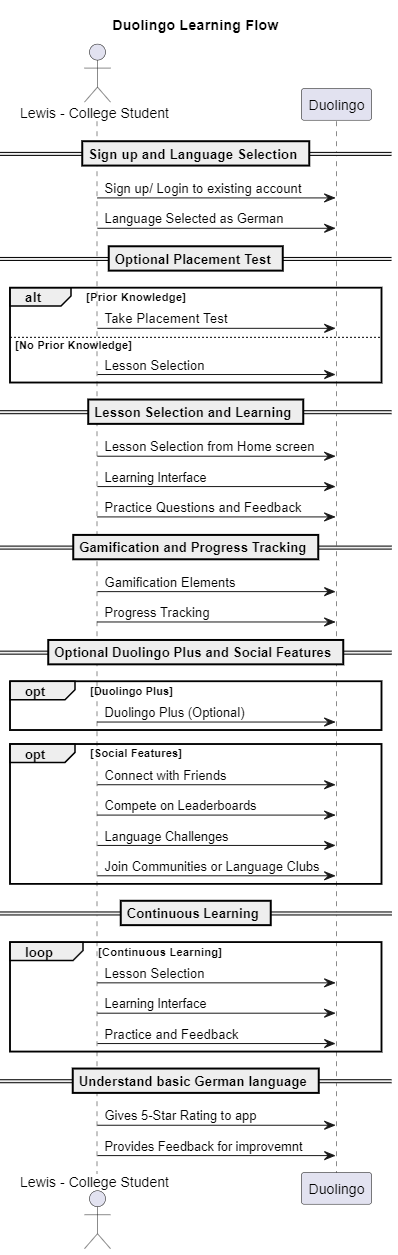 Duolingo Learning Flow
Lewis - College Student
Duolingo
Sign up and Language Selection
Sign up/ Login to existing account
Language Selected as German
Optional Placement Test
alt [Prior Knowledge]
Take Placement Test
[No Prior Knowledge]
Lesson Selection
Lesson Selection and Learning
Lesson Selection from Home screen
Learning Interface
Practice Questions and Feedback
Gamification and Progress Tracking
Gamification Elements
Progress Tracking
Optional Duolingo Plus and Social Features
opt [Duolingo Plus]
Duolingo Plus (Optional)
opt [Social Features]
Connect with Friends
Compete on Leaderboards
Language Challenges
Join Communities or Language Clubs
Continuous Learning
loop [Continuous Learning]
Lesson Selection
Learning Interface
Practice and Feedback
Understand basic German language
Gives 5-Star Rating to app
Provides Feedback for improvemnt
Lewis - College Student
Duolingo